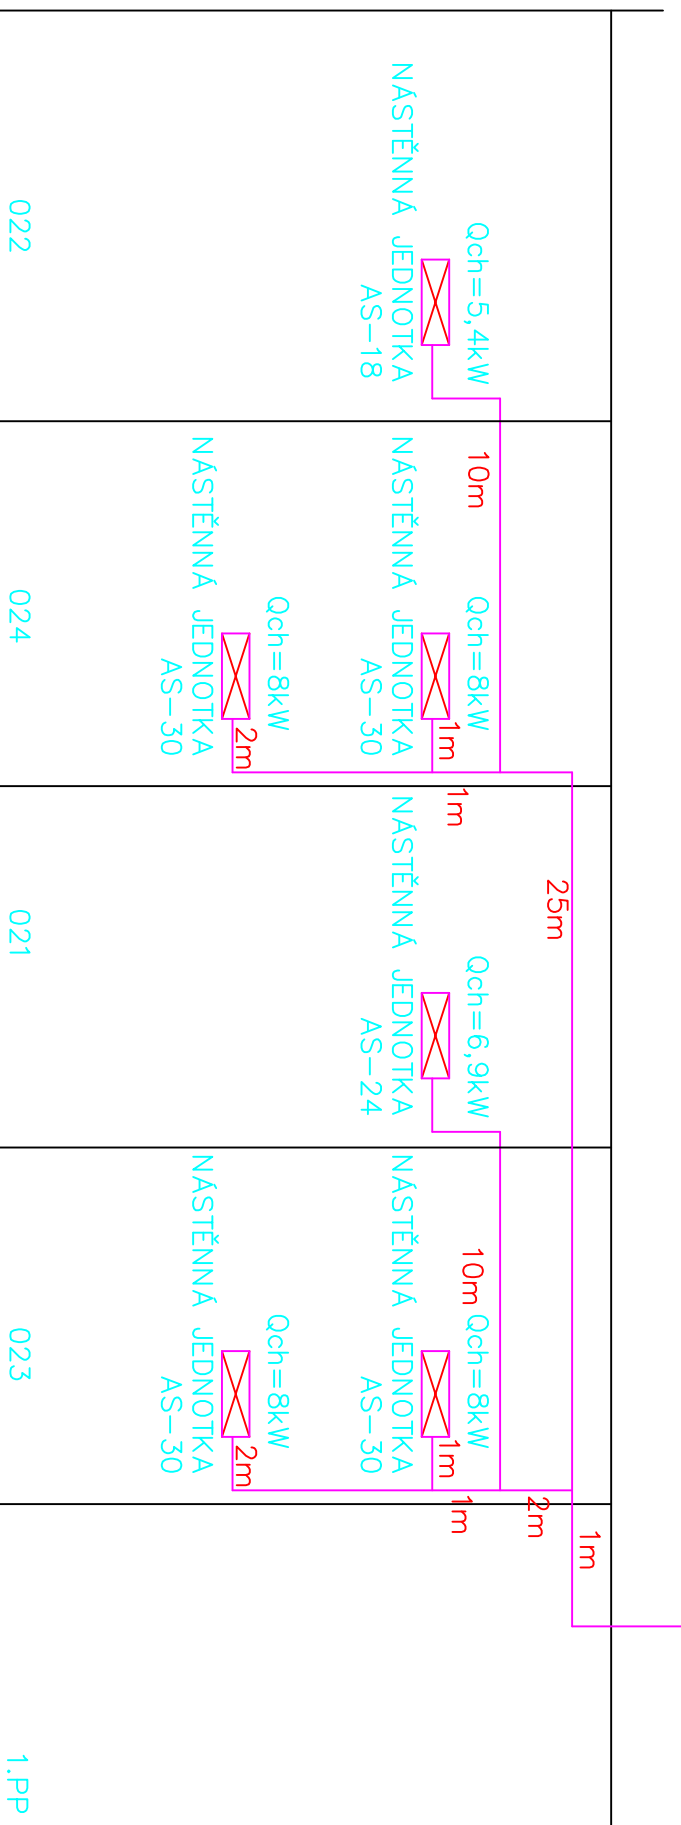 Qch=5,4kW
NÁSTĚNNÁ JEDNOTKA
AS-18
022
10m
Qch=8kW
1m
NÁSTĚNNÁ JEDNOTKA
AS-30
Qch=8kW
2m
NÁSTĚNNÁ JEDNOTKA
AS-30
024
25m
1m
Qch=6,9kW
NÁSTĚNNÁ JEDNOTKA
AS-24
021
10m
Qch=8kW
1m
NÁSTĚNNÁ JEDNOTKA
AS-30
Qch=8kW
2m
NÁSTĚNNÁ JEDNOTKA
AS-30
023
1m
2m
1m
1.PP